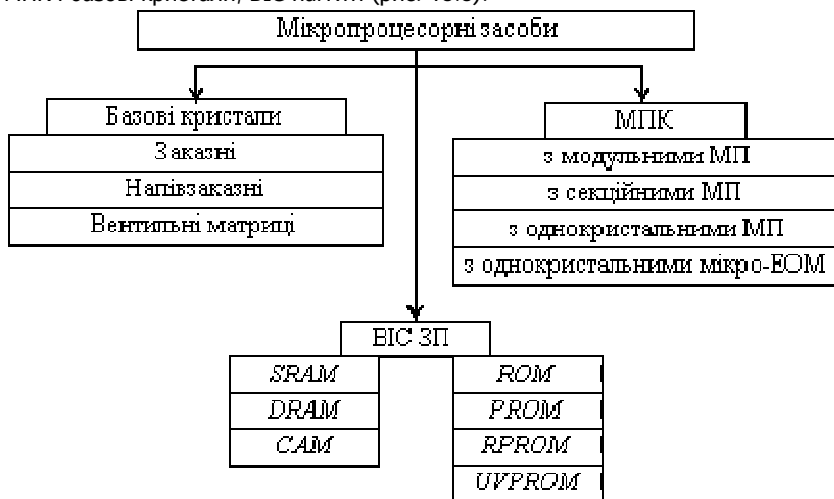 Мікропроцесорні засоби
Базові кристали
Заказні
Напівзаказні
Вентильні матриці
МПК
з модульними МП
з секційними МП
з однокристальними МП
з однокристальними мікро-ЕОМ
ВІС ЗП
SRAM
DRAM
CAM
ROM
PROM
RPROM
UVPROM